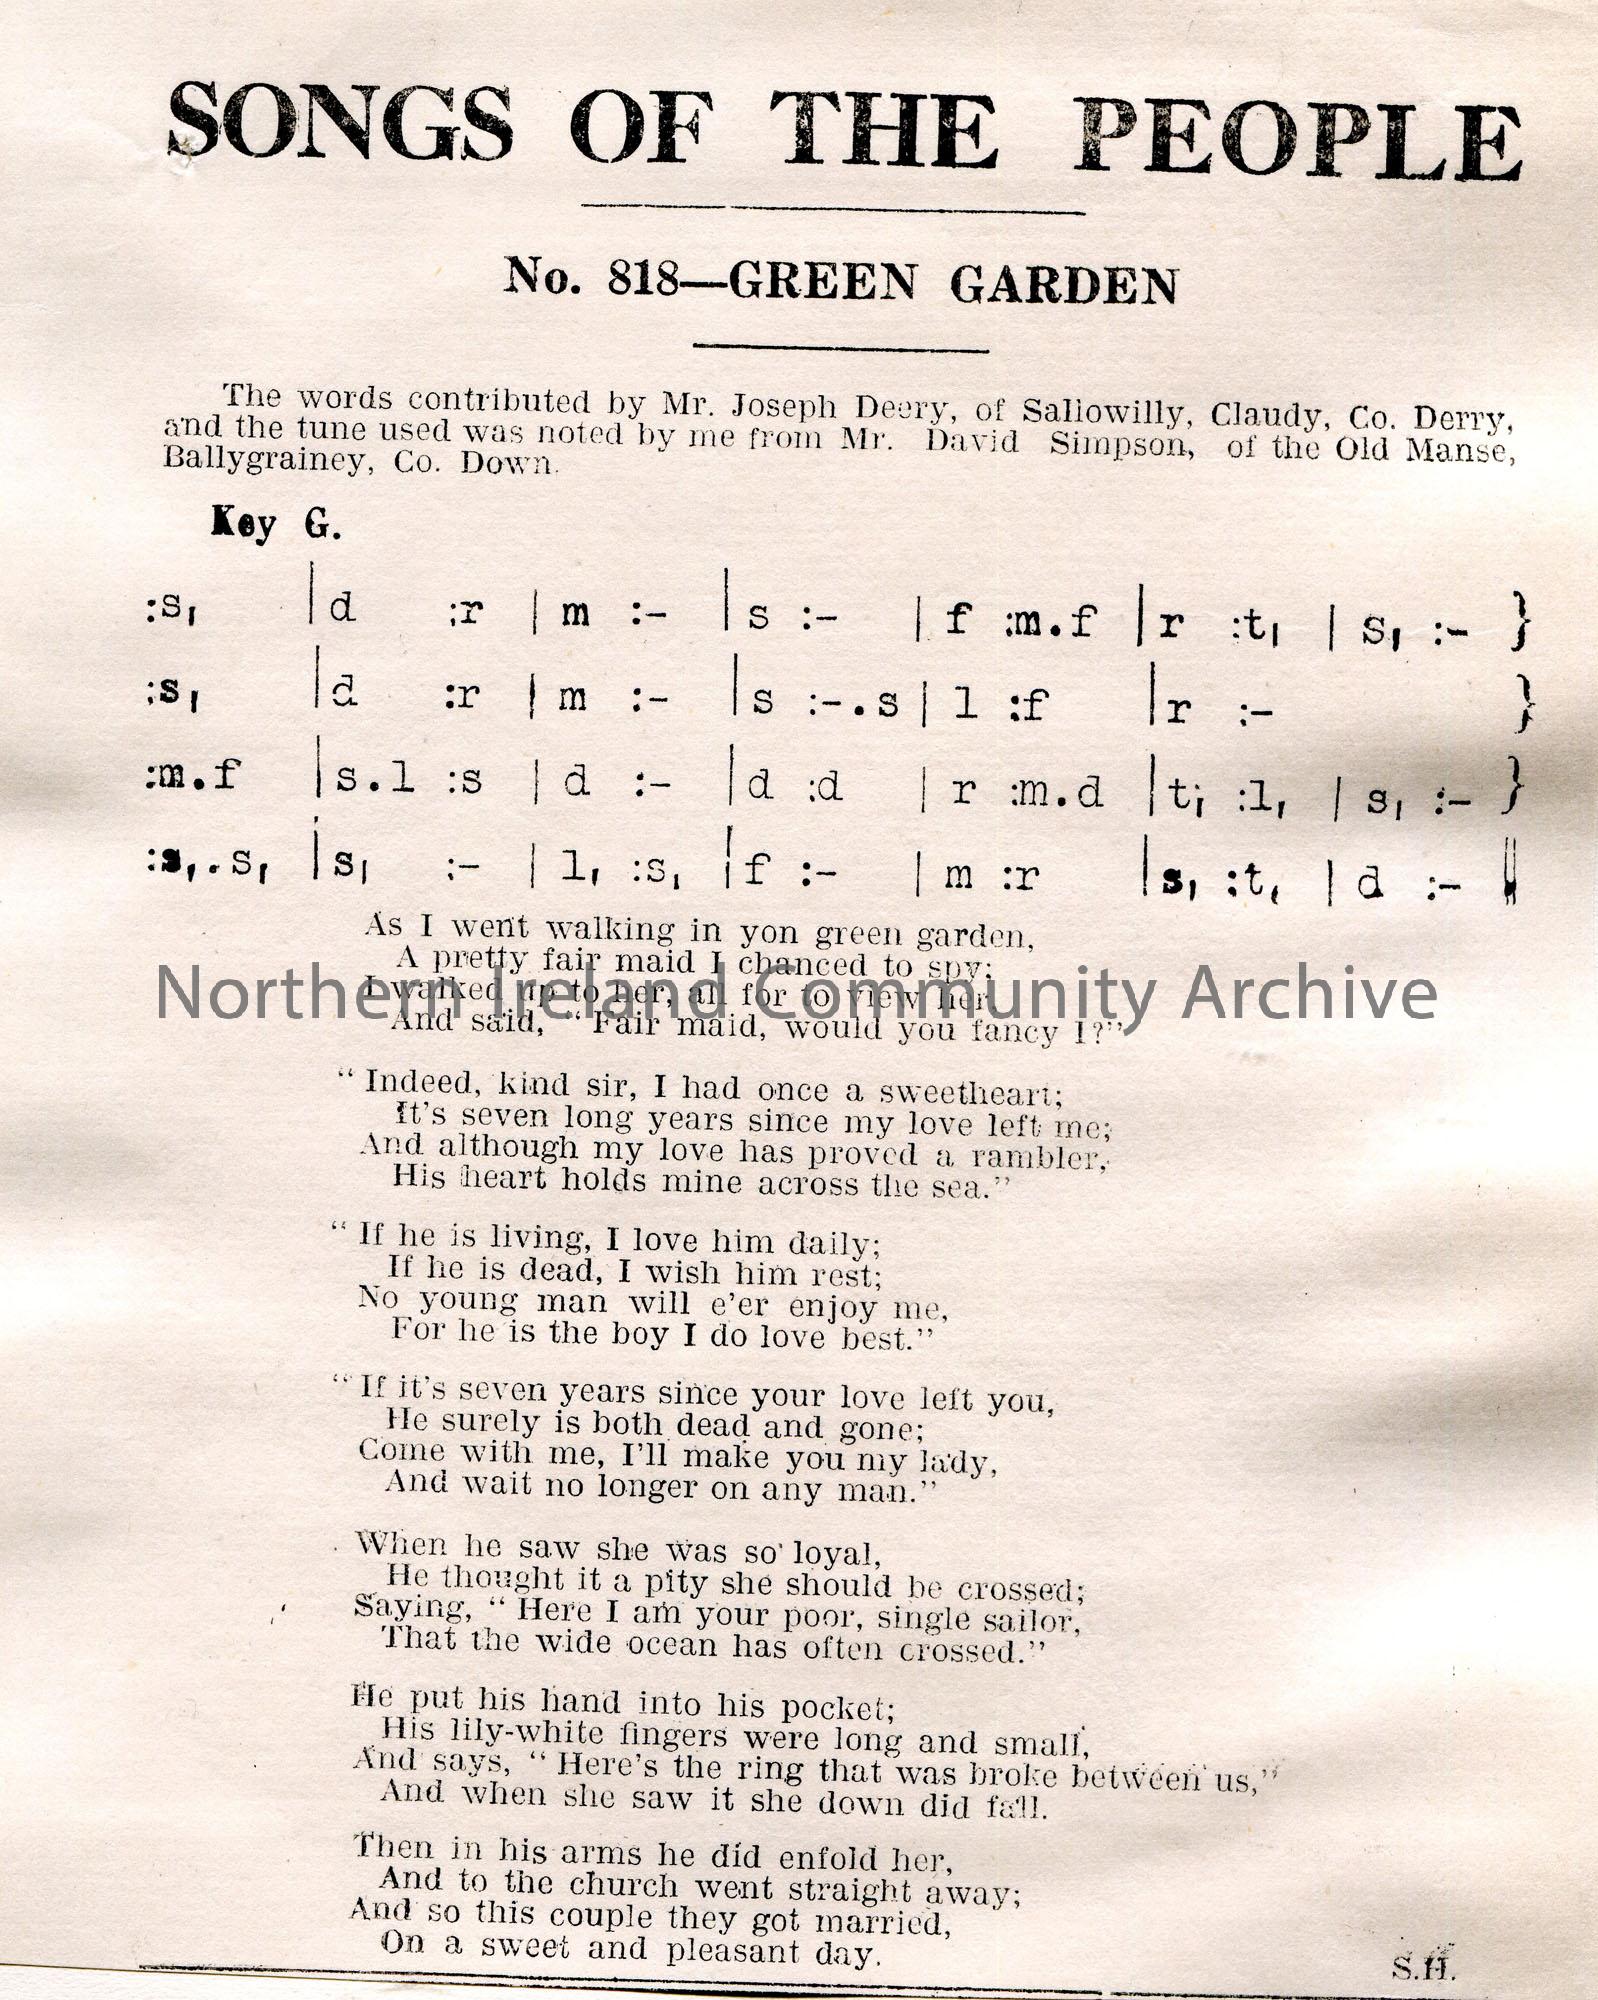 SONGS OF THE PEOPLE
No. 818—GREEN GARDEN
The words contributed by Mr. Joseph Deery, of Sallowilly, Claudy, Co. Derry,
and the tune used was noted by me from Mr. David Simpson, of the Old Manse,
Ballygrainey, Co. Down.
Key G.
:s, |d :r | m :- |s :- | f :m.f |r :t, | s, :- }
:s, |d :r | m :- |s :-.s | l :f |r :- }
:m.f |s.l :s | d :- |d :d | r :m.d |t, :l, | s, :- }
:s,.s, |s, :- | l, :s, |f :- | m :r |s, :t, | d :- ||
As I went walking in yon green garden,
A pretty fair maid I chanced to spy;
I walked up to her, all for to view her
Northern Ireland Community Archive
And said, “ Fair maid, would you fancy I?”
“ Indeed, kind sir, I had once a sweetheart;
It's seven long years since my love left me;
And although my love has proved a rambler,
His heart holds mine across the sea.”
“ If he is living, I love him daily;
If he is dead, I wish him rest;
No young man will e'er enjoy me,
For he is the boy I do love best.”
“ If it's seven years since your love left you,
He surely is both dead and gone;
Come with me, I'll make you my lady,
And wait no longer on any man.”
When he saw she was so loyal,
He thought it a pity she should be crossed;
Saying, “ Here I am your poor, single sailor,
That the wide ocean has often crossed.”
He put his hand into his pocket;
His lily-white fingers were long and small,
And says, “ Here's the ring that was broke between us,”
And when she saw it she down did fall.
Then in his arms he did enfold her,
And to the church went straight away;
And so this couple they got married,
On a sweet and pleasant day.
S.H.